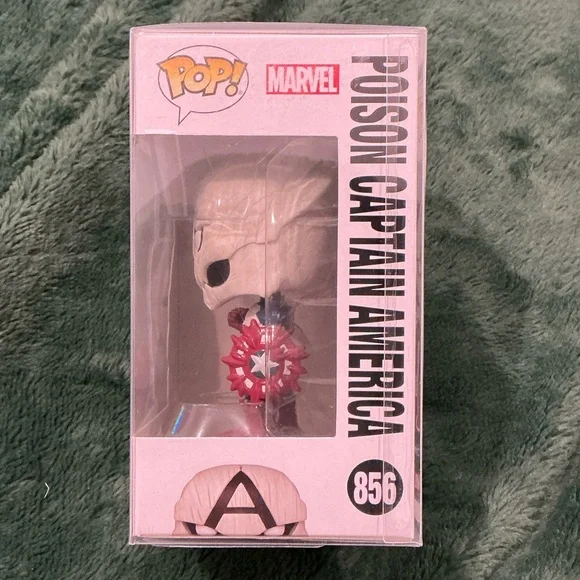 POP!
MARVEL
POISON CAPTAIN AMERICA
856
A